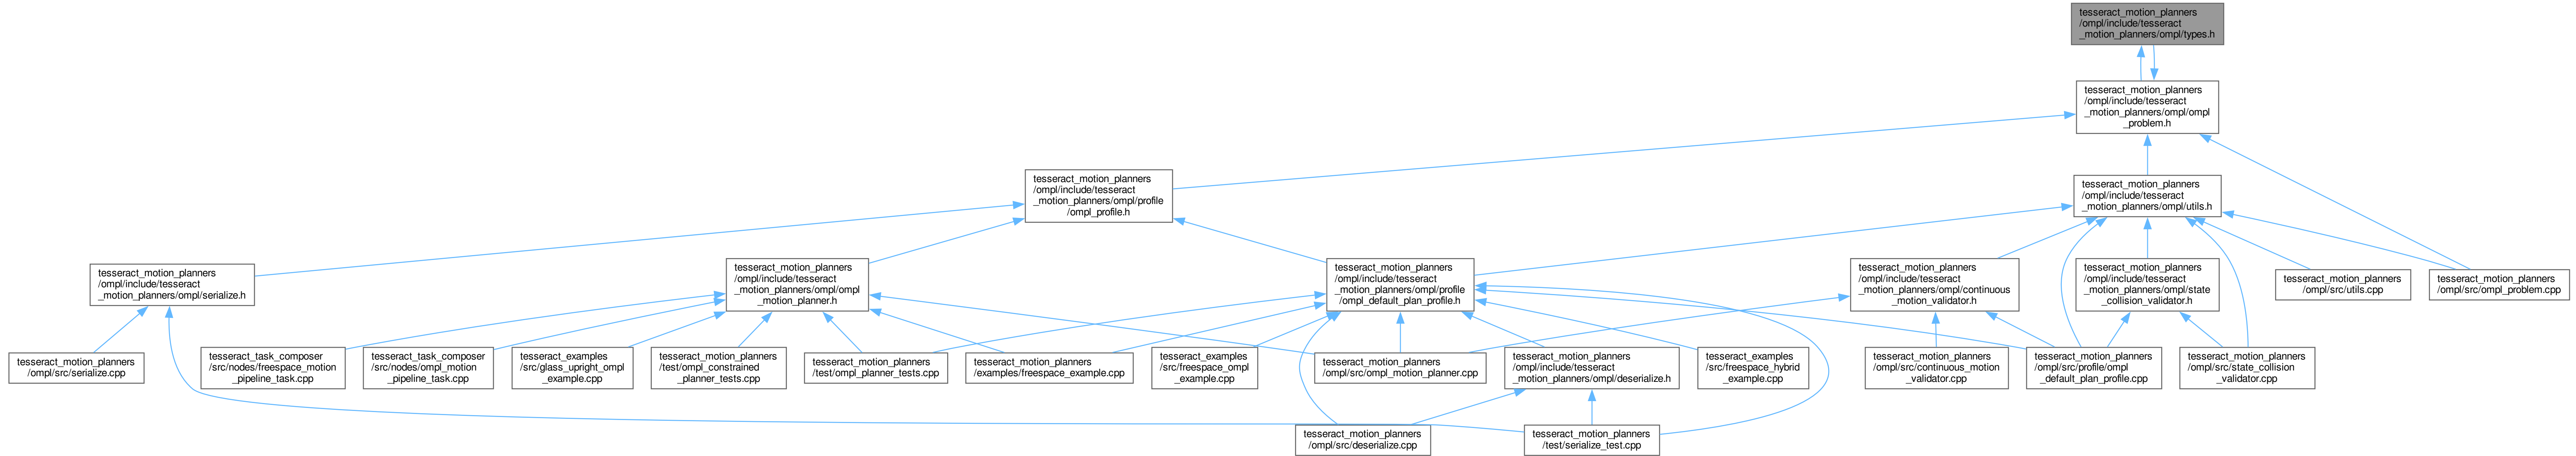 tesseract_motion_planners
/ompl/include/tesseract
_motion_planners/ompl/types.h
tesseract_motion_planners
/ompl/include/tesseract
_motion_planners/ompl/ompl
_problem.h
tesseract_motion_planners
/ompl/include/tesseract
_motion_planners/ompl/profile
/ompl_profile.h
tesseract_motion_planners
/ompl/include/tesseract
_motion_planners/ompl/utils.h
tesseract_motion_planners
/ompl/include/tesseract
_motion_planners/ompl/serialize.h
tesseract_motion_planners
/ompl/include/tesseract
_motion_planners/ompl/ompl
_motion_planner.h
tesseract_motion_planners
/ompl/include/tesseract
_motion_planners/ompl/profile
/ompl_default_plan_profile.h
tesseract_motion_planners
/ompl/include/tesseract
_motion_planners/ompl/continuous
_motion_validator.h
tesseract_motion_planners
/ompl/include/tesseract
_motion_planners/ompl/state
_collision_validator.h
tesseract_motion_planners
/ompl/src/utils.cpp
tesseract_motion_planners
/ompl/src/ompl_problem.cpp
tesseract_motion_planners
/ompl/src/serialize.cpp
tesseract_task_composer
/src/nodes/freespace_motion
_pipeline_task.cpp
tesseract_task_composer
/src/nodes/ompl_motion
_pipeline_task.cpp
tesseract_examples
/src/glass_upright_ompl
_example.cpp
tesseract_motion_planners
/test/ompl_constrained
_planner_tests.cpp
tesseract_motion_planners
/test/ompl_planner_tests.cpp
tesseract_motion_planners
/examples/freespace_example.cpp
tesseract_examples
/src/freespace_ompl
_example.cpp
tesseract_motion_planners
/ompl/src/ompl_motion_planner.cpp
tesseract_motion_planners
/ompl/include/tesseract
_motion_planners/ompl/deserialize.h
tesseract_examples
/src/freespace_hybrid
_example.cpp
tesseract_motion_planners
/ompl/src/continuous_motion
_validator.cpp
tesseract_motion_planners
/ompl/src/profile/ompl
_default_plan_profile.cpp
tesseract_motion_planners
/ompl/src/state_collision
_validator.cpp
tesseract_motion_planners
/ompl/src/deserialize.cpp
tesseract_motion_planners
/test/serialize_test.cpp